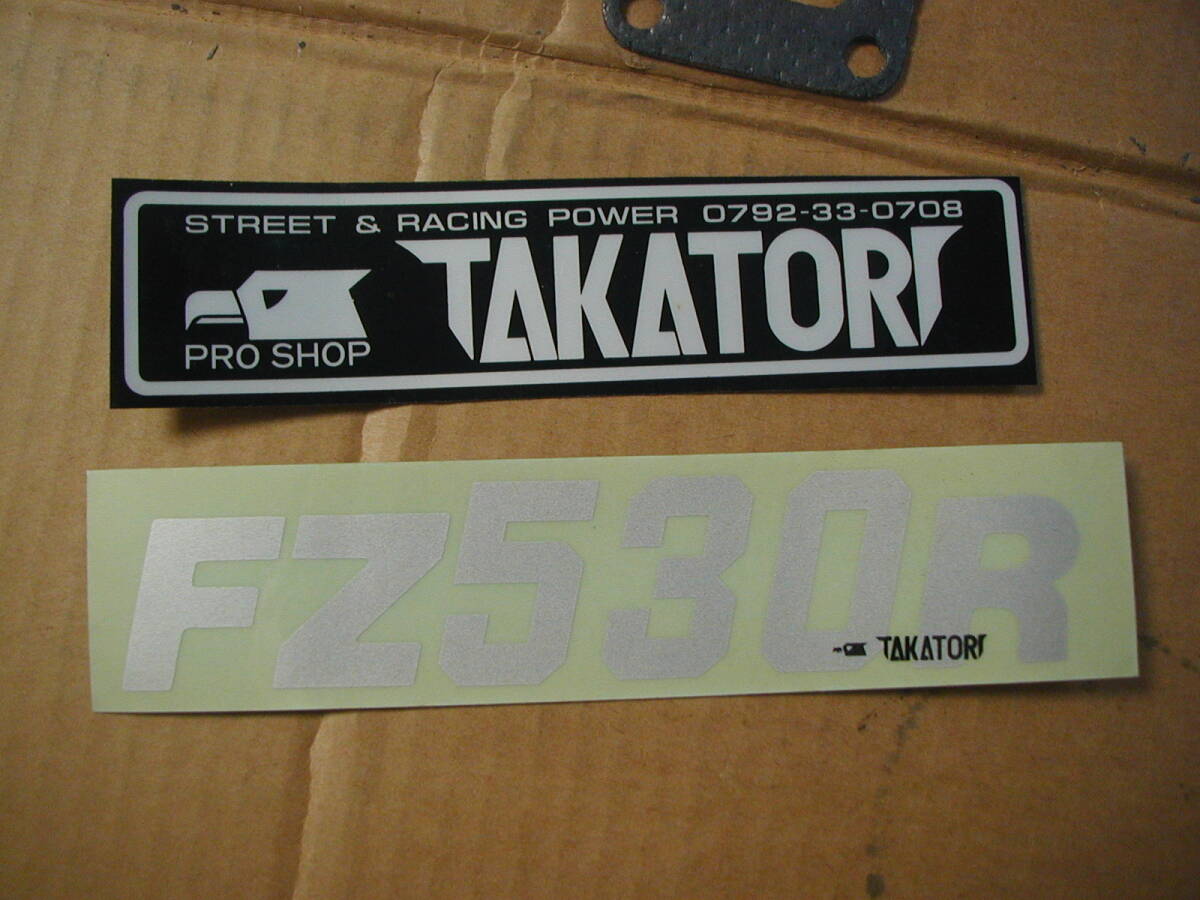 STREET & RACING POWER 0792-33-0708
TAKATORI
PRO SHOP
FZ530R
TAKATORI